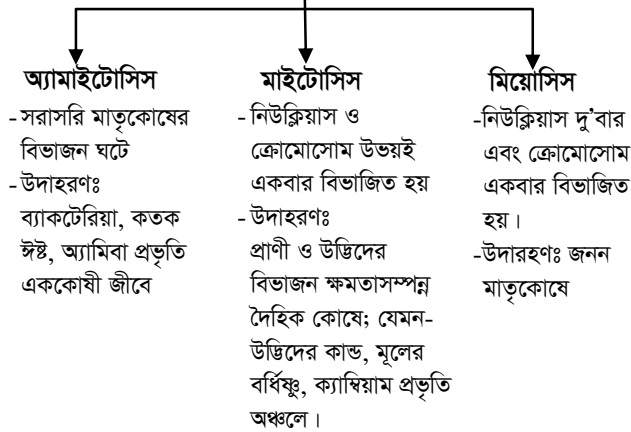 অ্যামাইটোসিস
-সরাসরি মাতৃকোষের
বিভাজন ঘটে
-উদাহরণঃ
ব্যাকটেরিয়া, কতক
ঈষ্ট, অ্যামিবা প্রভৃতি
এককোষী জীবে
মাইটোসিস
-নিউক্লিয়াস ও
ক্রোমোসোম উভয়ই
একবার বিভাজিত হয়
-উদাহরণঃ
প্রাণী ও উদ্ভিদের
বিভাজন ক্ষমতাসম্পন্ন
দৈহিক কোষে; যেমন-
উদ্ভিদের কান্ড, মূলের
বর্ধিষ্ণু, ক্যাম্বিয়াম প্রভৃতি
অঞ্চলে।
মিয়োসিস
-নিউক্লিয়াস দু’বার
এবং ক্রোমোসোম
একবার বিভাজিত
হয়।
-উদারহণঃ জনন
মাতৃকোষে